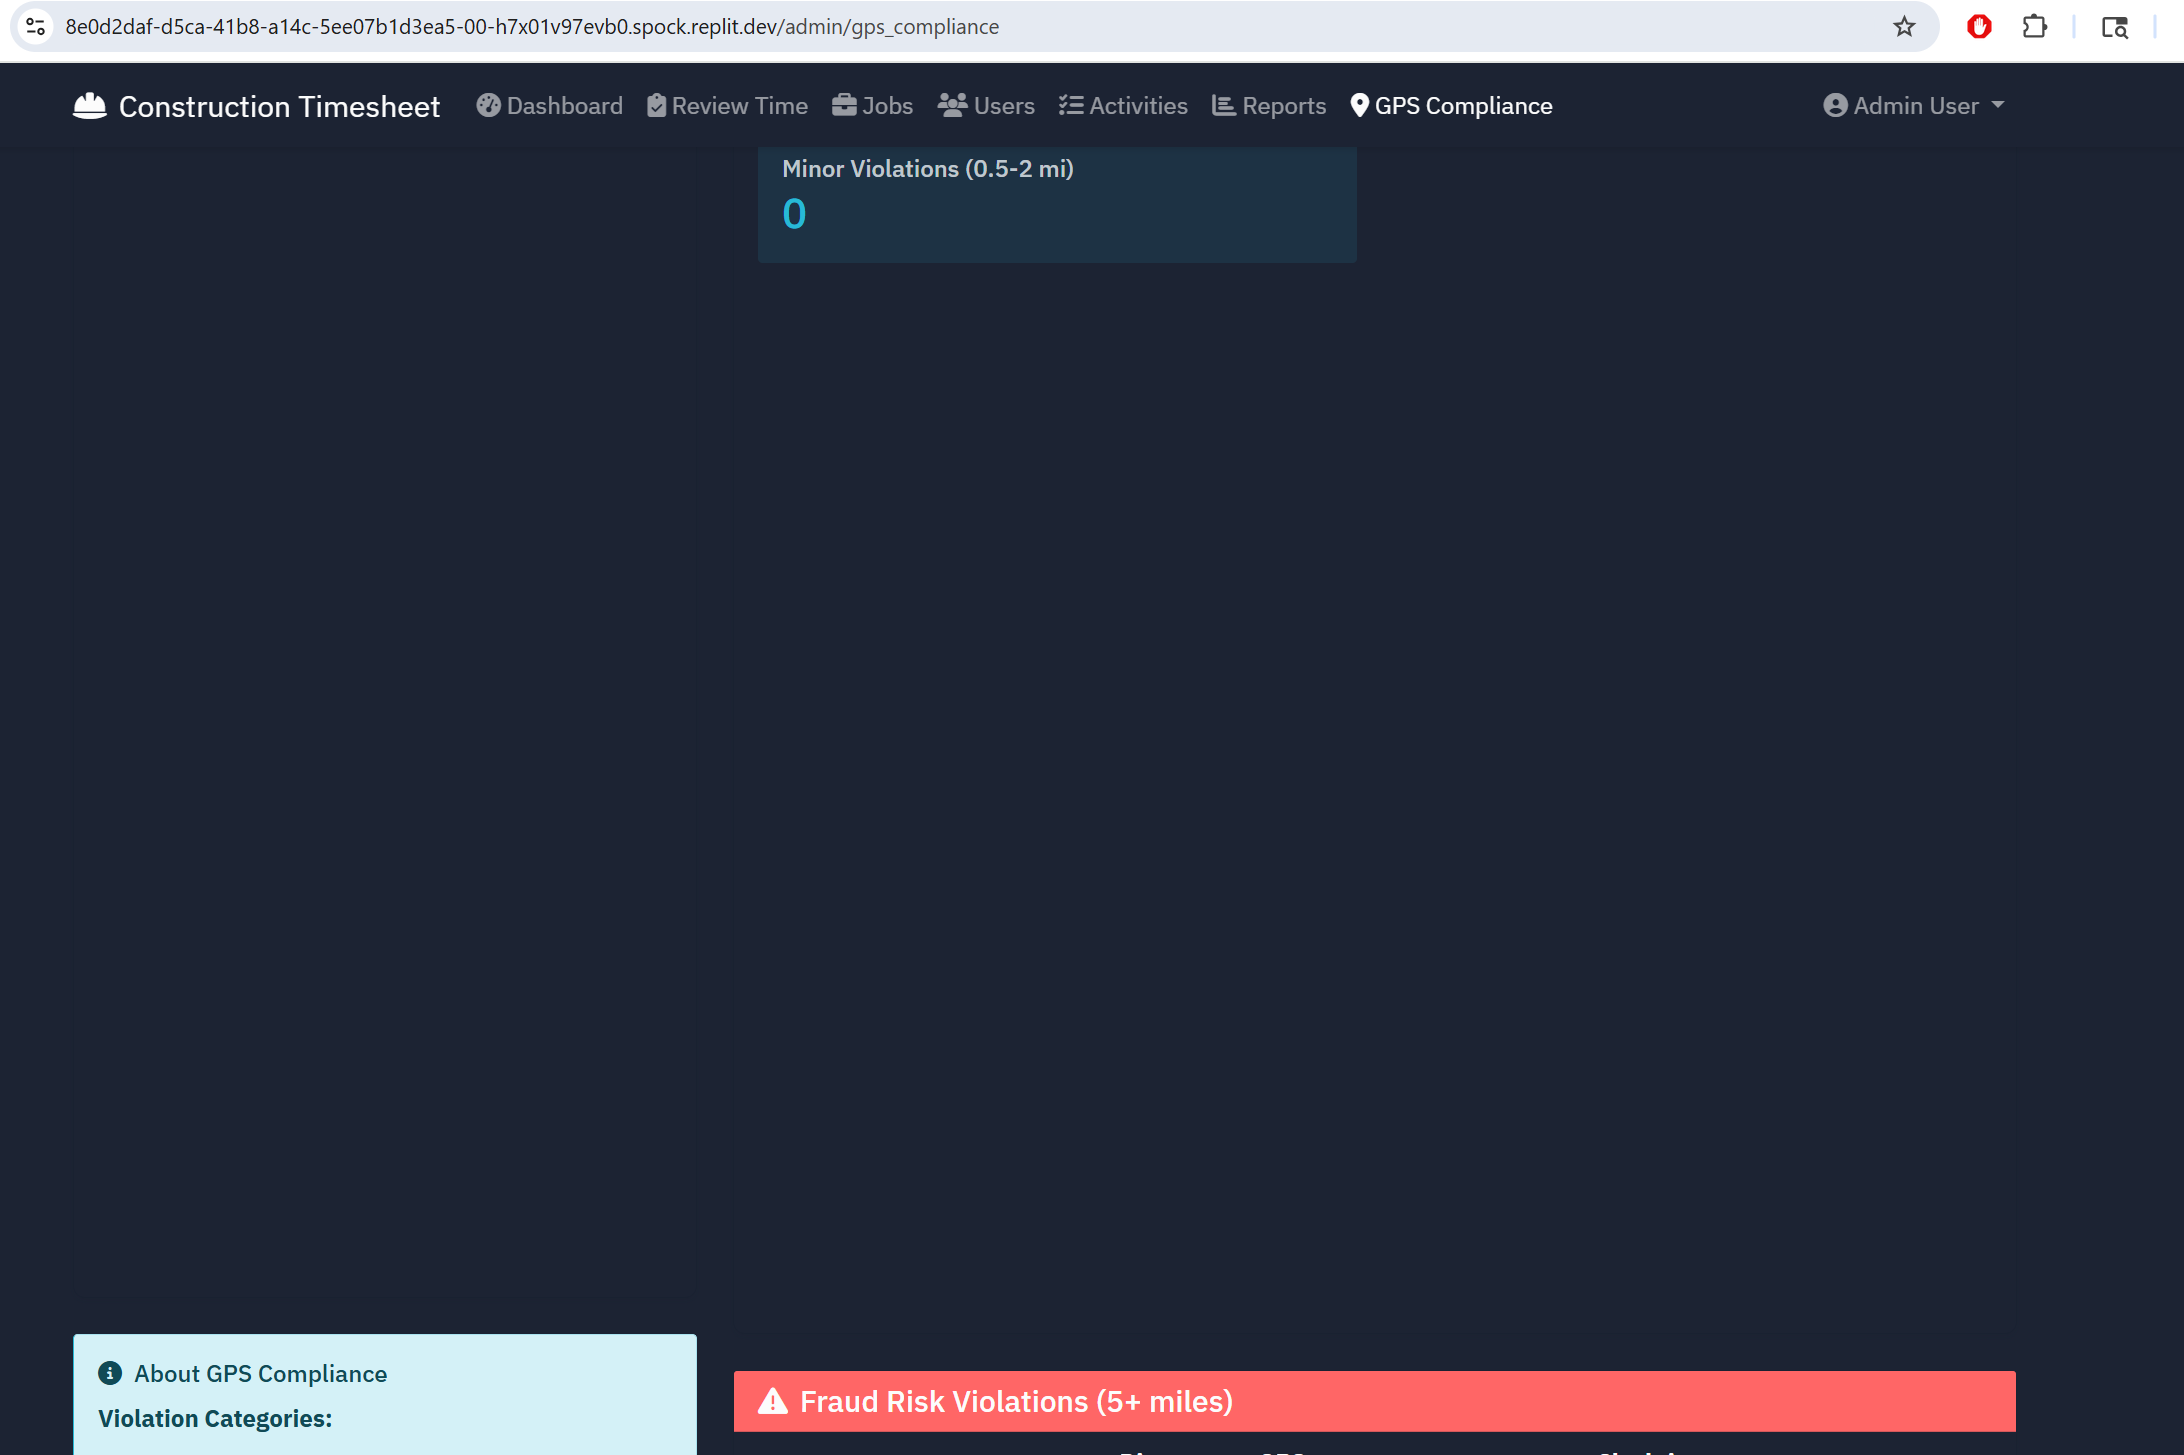 8e0d2daf-d5ca-41b8-a14c-5ee07b1d3ea5-00-h7x01v97evb0.spock.replit.dev/admin/gps_compliance
Construction Timesheet Dashboard Review Time Jobs Users Activities Reports GPS Compliance Admin User
Minor Violations (0.5-2 mi)
0
About GPS Compliance
Violation Categories:
Fraud Risk Violations (5+ miles)